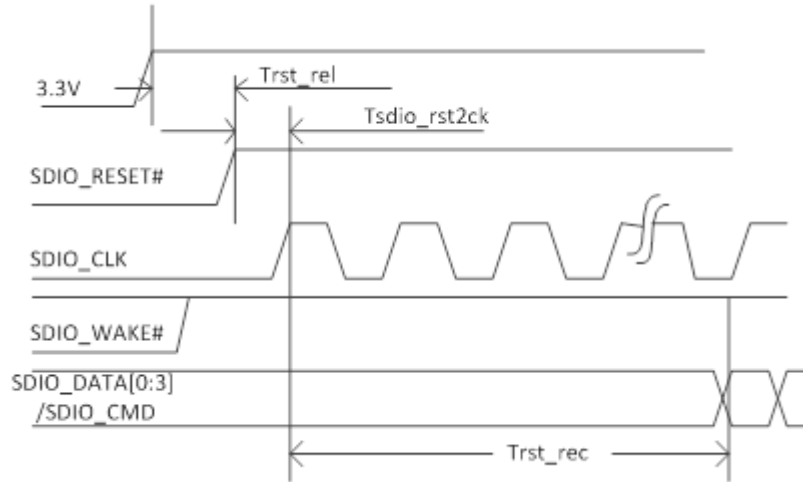 Trst_rel
3.3V
Tsdio_rst2ck
SDIO_RESET#
SDIO_CLK
SDIO_WAKE#
SDIO_DATA[0:3]
/SDIO_CMD
Trst_rec